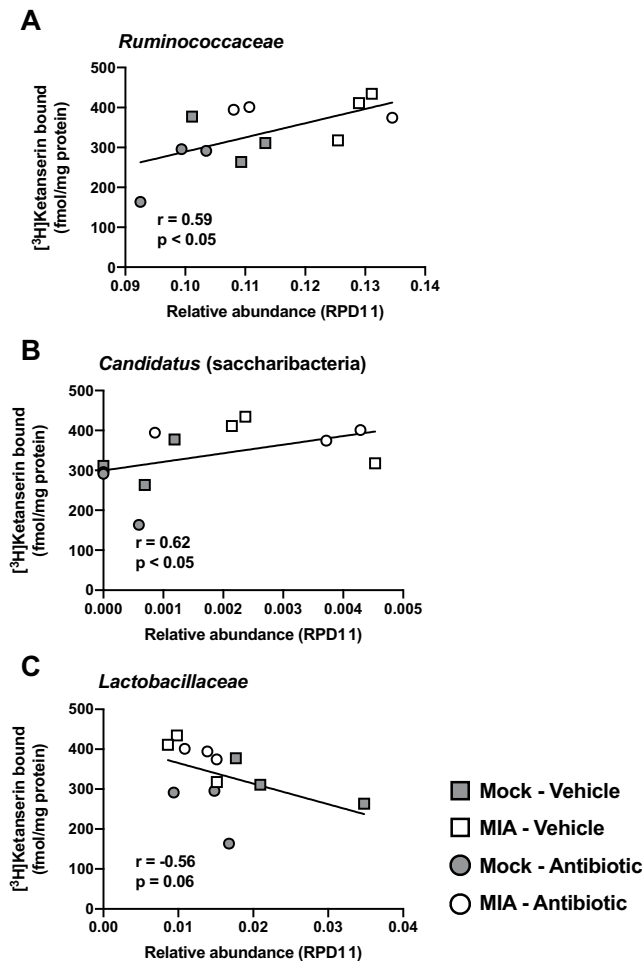 A
Ruminococcaceae
[³H]Ketanserin bound
(fmol/mg protein)
500
400
300
200
100
0
r = 0.59
p < 0.05
0.09 0.10 0.11 0.12 0.13 0.14
Relative abundance (RPD11)
B
Candidatus (saccharibacteria)
[³H]Ketanserin bound
(fmol/mg protein)
500
400
300
200
100
0
r = 0.62
p < 0.05
0.000 0.001 0.002 0.003 0.004 0.005
Relative abundance (RPD11)
C
Lactobacillaceae
[³H]Ketanserin bound
(fmol/mg protein)
500
400
300
200
100
0
r = -0.56
p = 0.06
0.00 0.01 0.02 0.03 0.04
Relative abundance (RPD11)
Mock - Vehicle
MIA - Vehicle
Mock - Antibiotic
MIA - Antibiotic